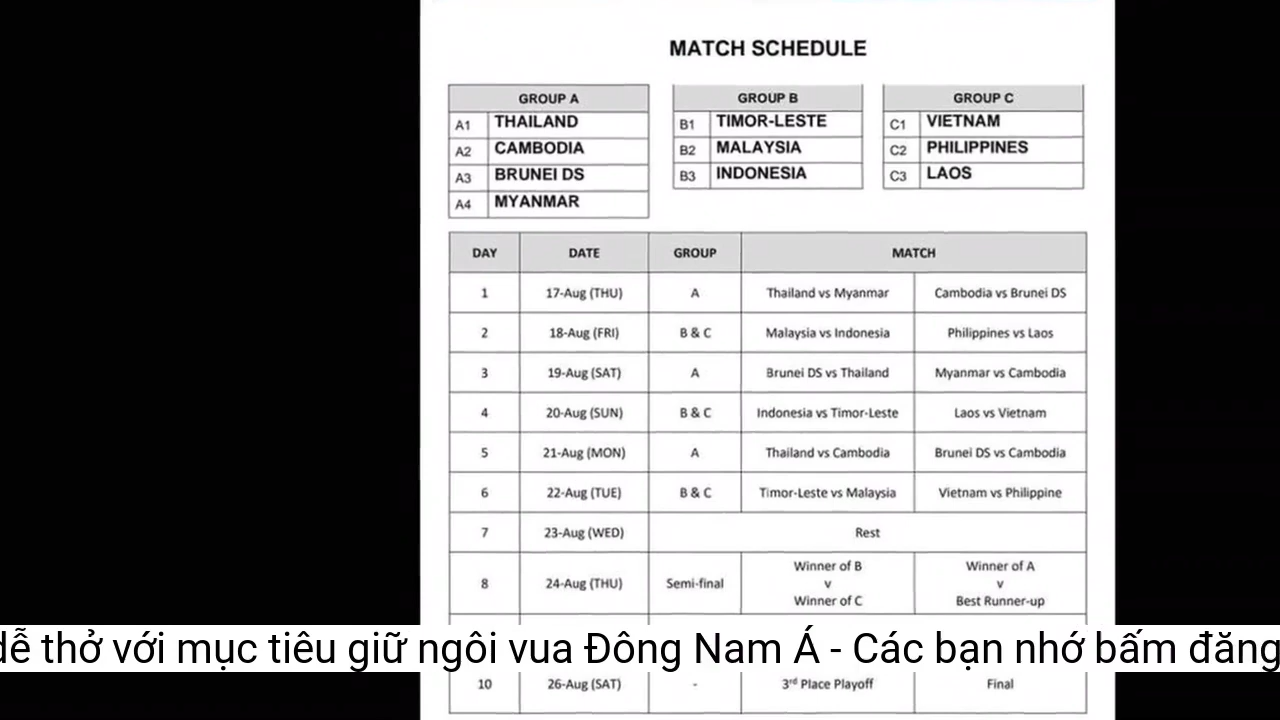 MATCH SCHEDULE
GROUP A
A1 THAILAND
A2 CAMBODIA
A3 BRUNEI DS
A4 MYANMAR
GROUP B
B1 TIMOR-LESTE
B2 MALAYSIA
B3 INDONESIA
GROUP C
C1 VIETNAM
C2 PHILIPPINES
C3 LAOS
DAY DATE GROUP MATCH
1 17-Aug (THU) A Thailand vs Myanmar Cambodia vs Brunei DS
2 18-Aug (FRI) B & C Malaysia vs Indonesia Philippines vs Laos
3 19-Aug (SAT) A Brunei DS vs Thailand Myanmar vs Cambodia
4 20-Aug (SUN) B & C Indonesia vs Timor-Leste Laos vs Vietnam
5 21-Aug (MON) A Thailand vs Cambodia Brunei DS vs Cambodia
6 22-Aug (TUE) B & C Timor-Leste vs Malaysia Vietnam vs Philippine
7 23-Aug (WED) Rest
8 24-Aug (THU) Semi-final
Winner of B
v
Winner of C
Winner of A
v
Best Runner-up
dễ thở với mục tiêu giữ ngôi vua Đông Nam Á - Các bạn nhớ bấm đăng
10 26-Aug (SAT) - 3rd Place Playoff Final